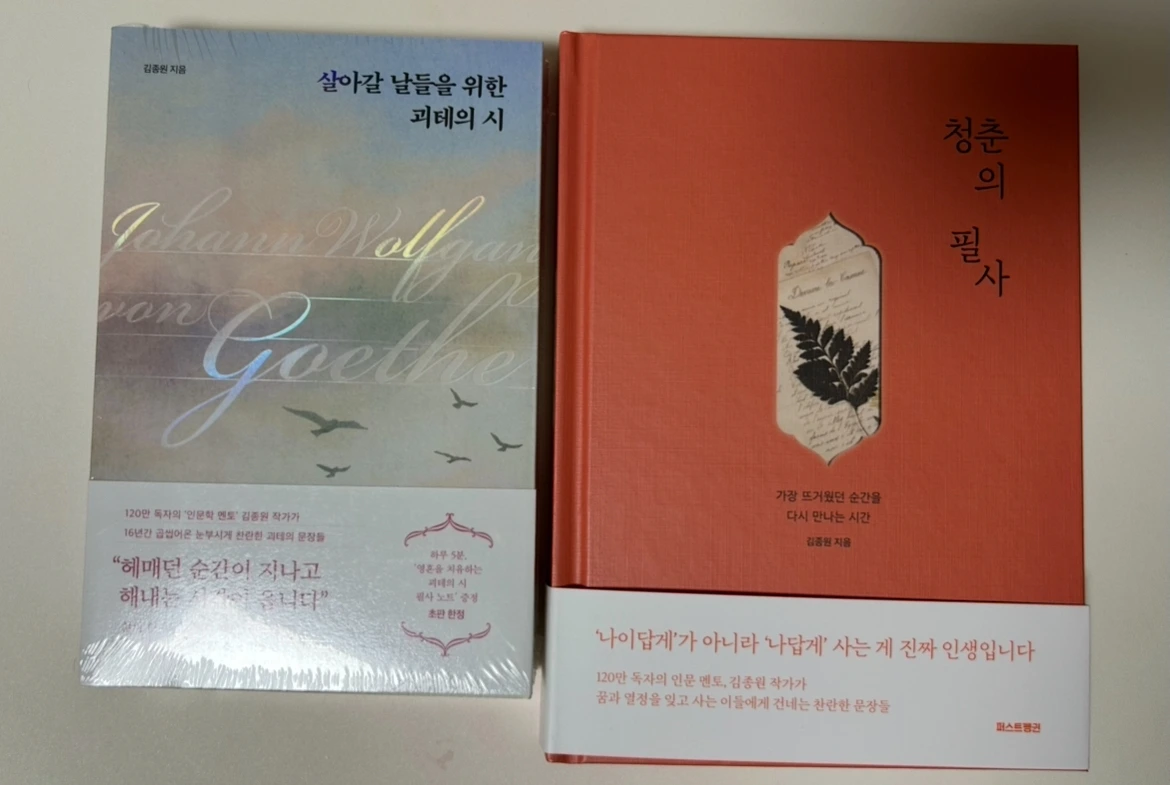 김종원 지음
살아갈 날들을 위한
괴테의 시
Johann Wolfgang
von
Goethe
120만 독자의 '인문학 멘토' 김종원 작가가
16년간 곱씹어온 눈부시게 찬란한 괴테의 문장들
"헤매던 순간이 지나고
해내는 시간이 옵니다"
하루 5분,
'영혼을 치유하는
괴테의 시
필사 노트' 증정
초판 한정
청춘
의
필
사
가장 뜨거웠던 순간을
다시 만나는 시간
김종원 지음
'나이답게'가 아니라 '나답게' 사는 게 진짜 인생입니다
120만 독자의 인문 멘토, 김종원 작가가
꿈과 열정을 잊고 사는 이들에게 건네는 찬란한 문장들
퍼스트펭귄